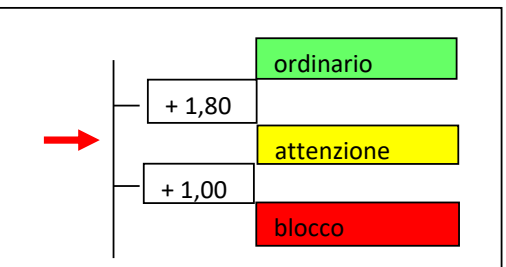 ordinario
+ 1,80
attenzione
+ 1,00
blocco